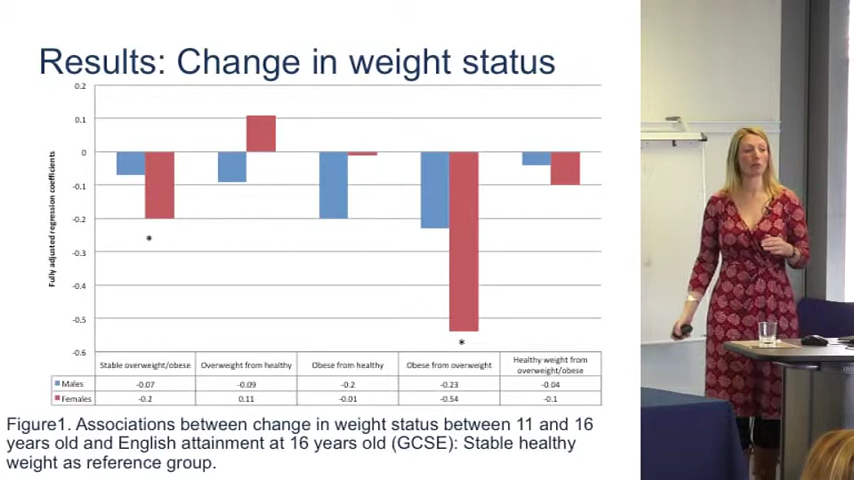 Results: Change in weight status
0.2
0.1
0
-0.1
-0.2
-0.3
-0.4
-0.5
-0.6
Fully adjusted regression coefficients
*
*
Stable overweight/obese Overweight from healthy Obese from healthy Obese from overweight Healthy weight from overweight/obese
Males -0.07 -0.09 -0.2 -0.23 -0.04
Females -0.2 0.11 -0.01 -0.54 -0.1
Figure1. Associations between change in weight status between 11 and 16
years old and English attainment at 16 years old (GCSE): Stable healthy
weight as reference group.